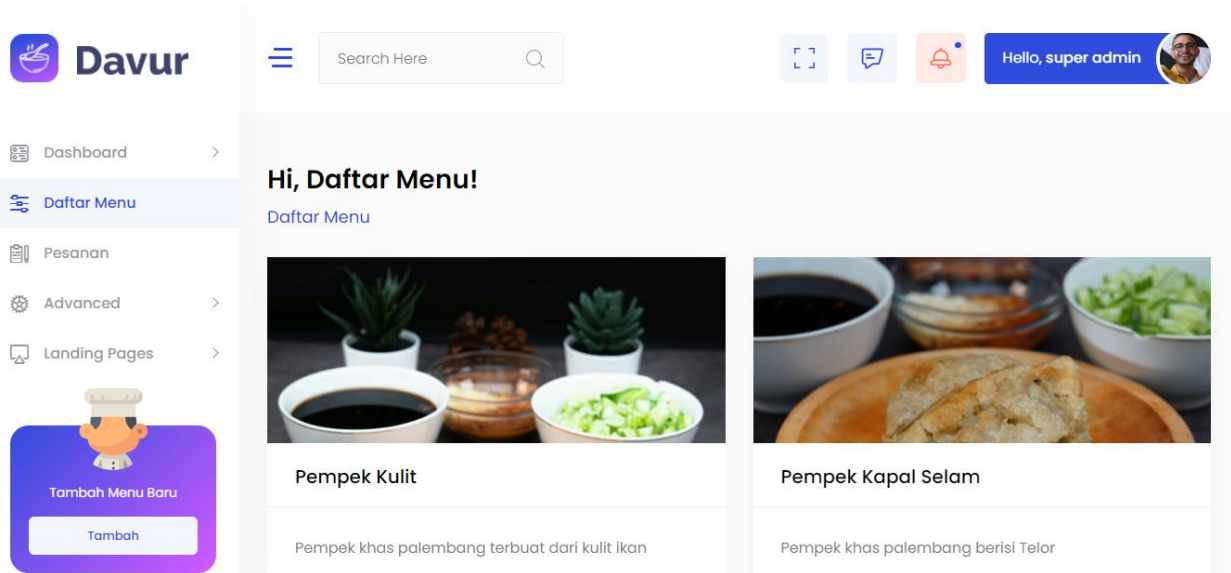 Davur
Search Here
Hello, super admin
Dashboard
Daftar Menu
Pesanan
Advanced
Landing Pages
Tambah Menu Baru
Tambah
Hi, Daftar Menu!
Daftar Menu
Pempek Kulit
Pempek khas palembang terbuat dari kulit ikan
Pempek Kapal Selam
Pempek khas palembang berisi Telor